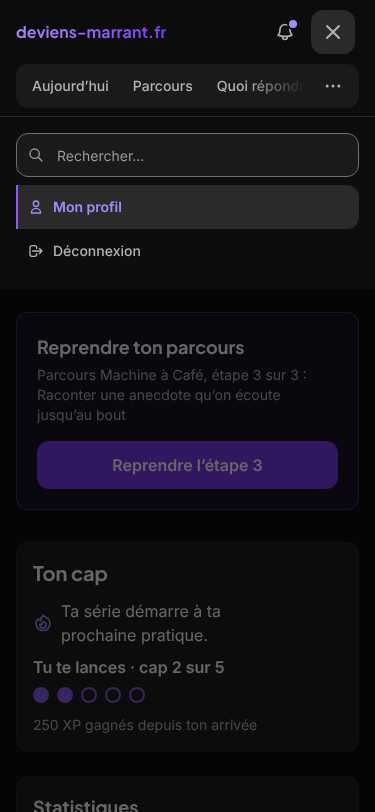 deviens-marrant.fr
Aujourd’hui Parcours Quoi répond
Rechercher...
Mon profil
Déconnexion
Reprendre ton parcours
Parcours Machine à Café, étape 3 sur 3 :
Raconter une anecdote qu’on écoute
jusqu’au bout
Reprendre l’étape 3
Ton cap
Ta série démarre à ta
prochaine pratique.
Tu te lances · cap 2 sur 5
250 XP gagnés depuis ton arrivée
Statistiques